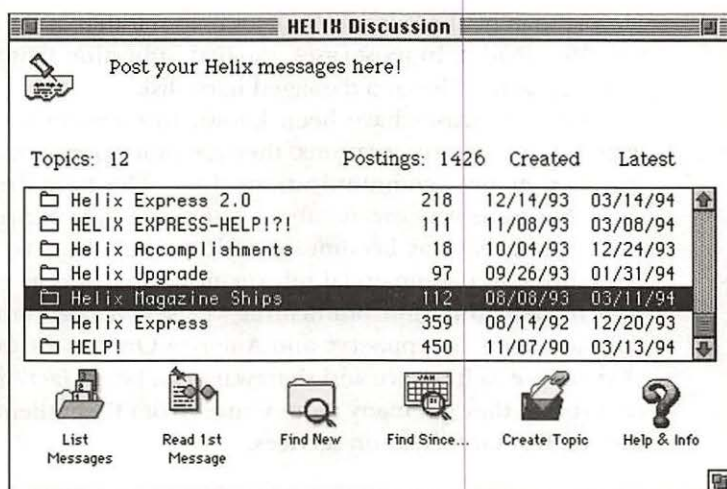 HELIX Discussion
Post your Helix messages here!
Topics: 12 Postings: 1426 Created Latest
Helix Express 2.0 218 12/14/93 03/14/94
HELIX EXPRESS-HELP!?! 111 11/08/93 03/08/94
Helix Accomplishments 18 10/04/93 12/24/93
Helix Upgrade 97 09/26/93 01/31/94
Helix Magazine Ships 112 08/08/93 03/11/94
Helix Express 359 08/14/92 12/20/93
HELP! 450 11/07/90 03/13/94
List Messages
Read 1st Message
Find New
Find Since...
Create Topic
Help & Info